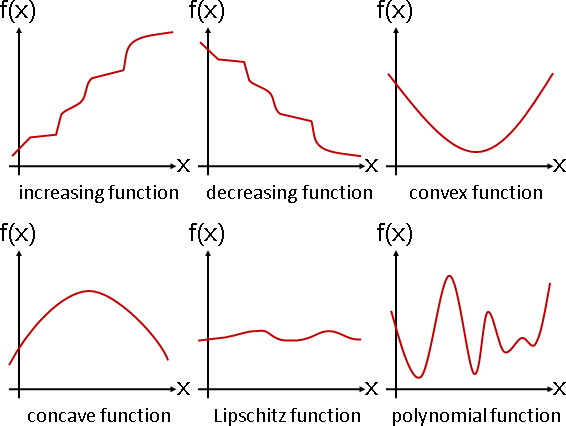 f(x) f(x) f(x)
x x x
increasing function decreasing function convex function
f(x) f(x) f(x)
x x x
concave function Lipschitz function polynomial function